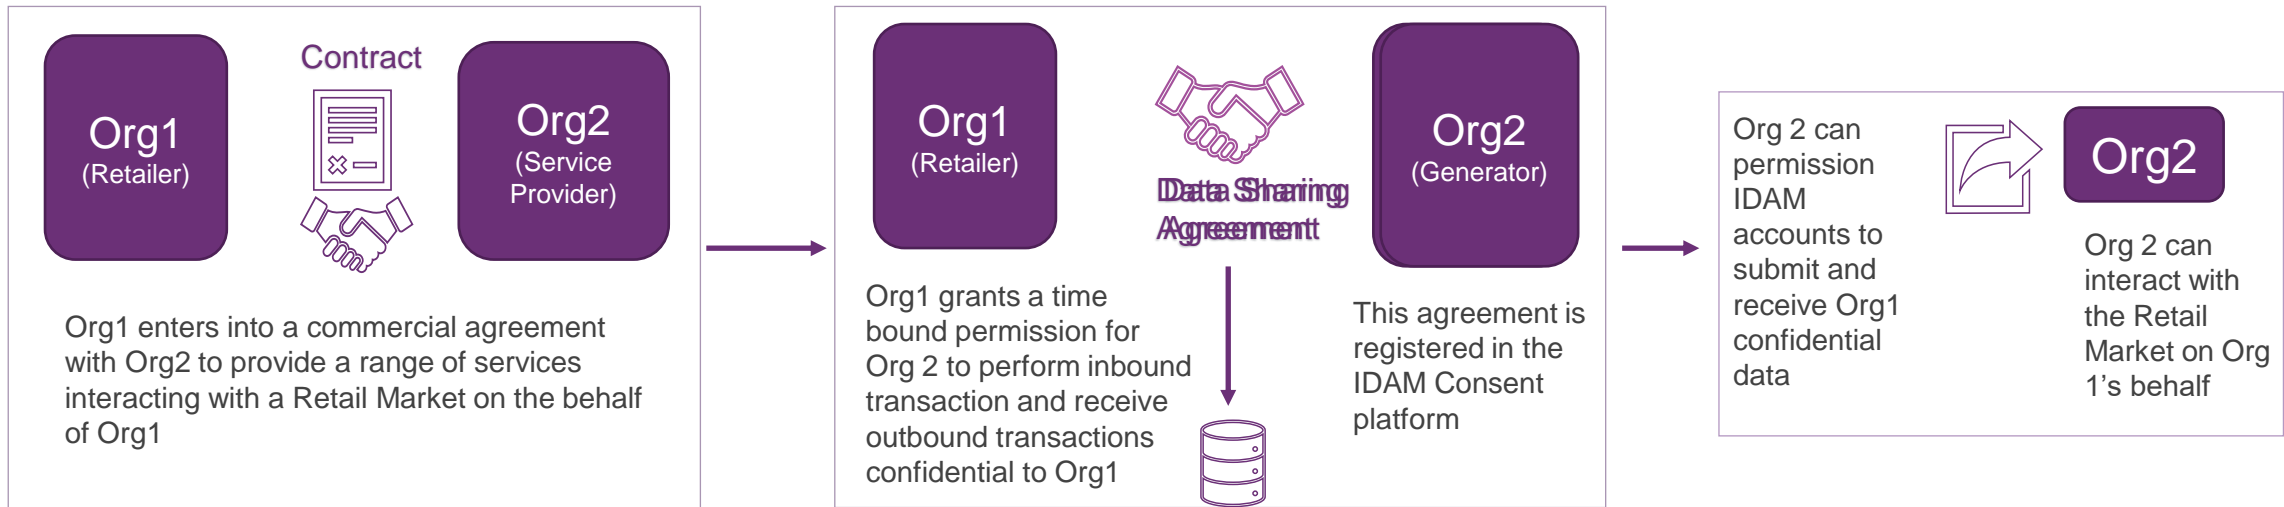 Org1
(Retailer)
Contract
Org2
(Service
Provider)
Org1 enters into a commercial agreement
with Org2 to provide a range of services
interacting with a Retail Market on the behalf
of Org1
Org1
(Retailer)
Data Sharing
Agreement
Org2
(Generator)
Org1 grants a time
bound permission for
Org 2 to perform inbound
transaction and receive
outbound transactions
confidential to Org1
This agreement is
registered in the
IDAM Consent
platform
Org 2 can
permission
IDAM
accounts to
submit and
receive Org1
confidential
data
Org2
Org 2 can
interact with
the Retail
Market on Org
1’s behalf